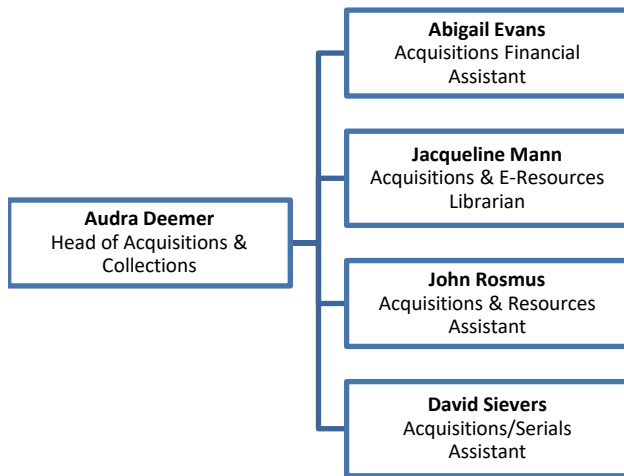 Abigail Evans
Acquisitions Financial
Assistant
Jacqueline Mann
Acquisitions & E-Resources
Librarian
Audra Deemer
Head of Acquisitions &
Collections
John Rosmus
Acquisitions & Resources
Assistant
David Sievers
Acquisitions/Serials
Assistant